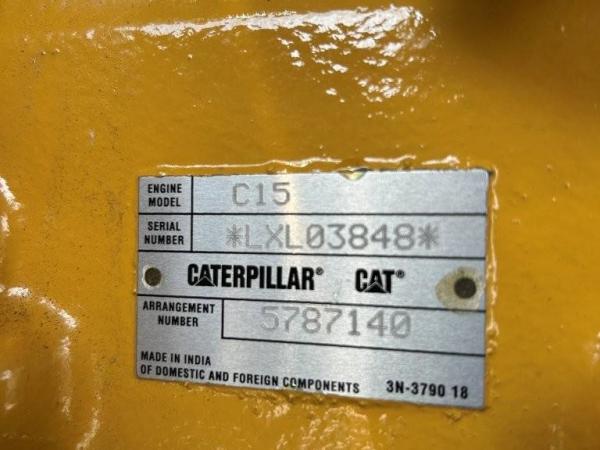 ENGINE MODEL C15
SERIAL NUMBER *LXL03848*
CATERPILLAR® CAT®
ARRANGEMENT NUMBER 5787140
MADE IN INDIA
OF DOMESTIC AND FOREIGN COMPONENTS 3N-3790 18